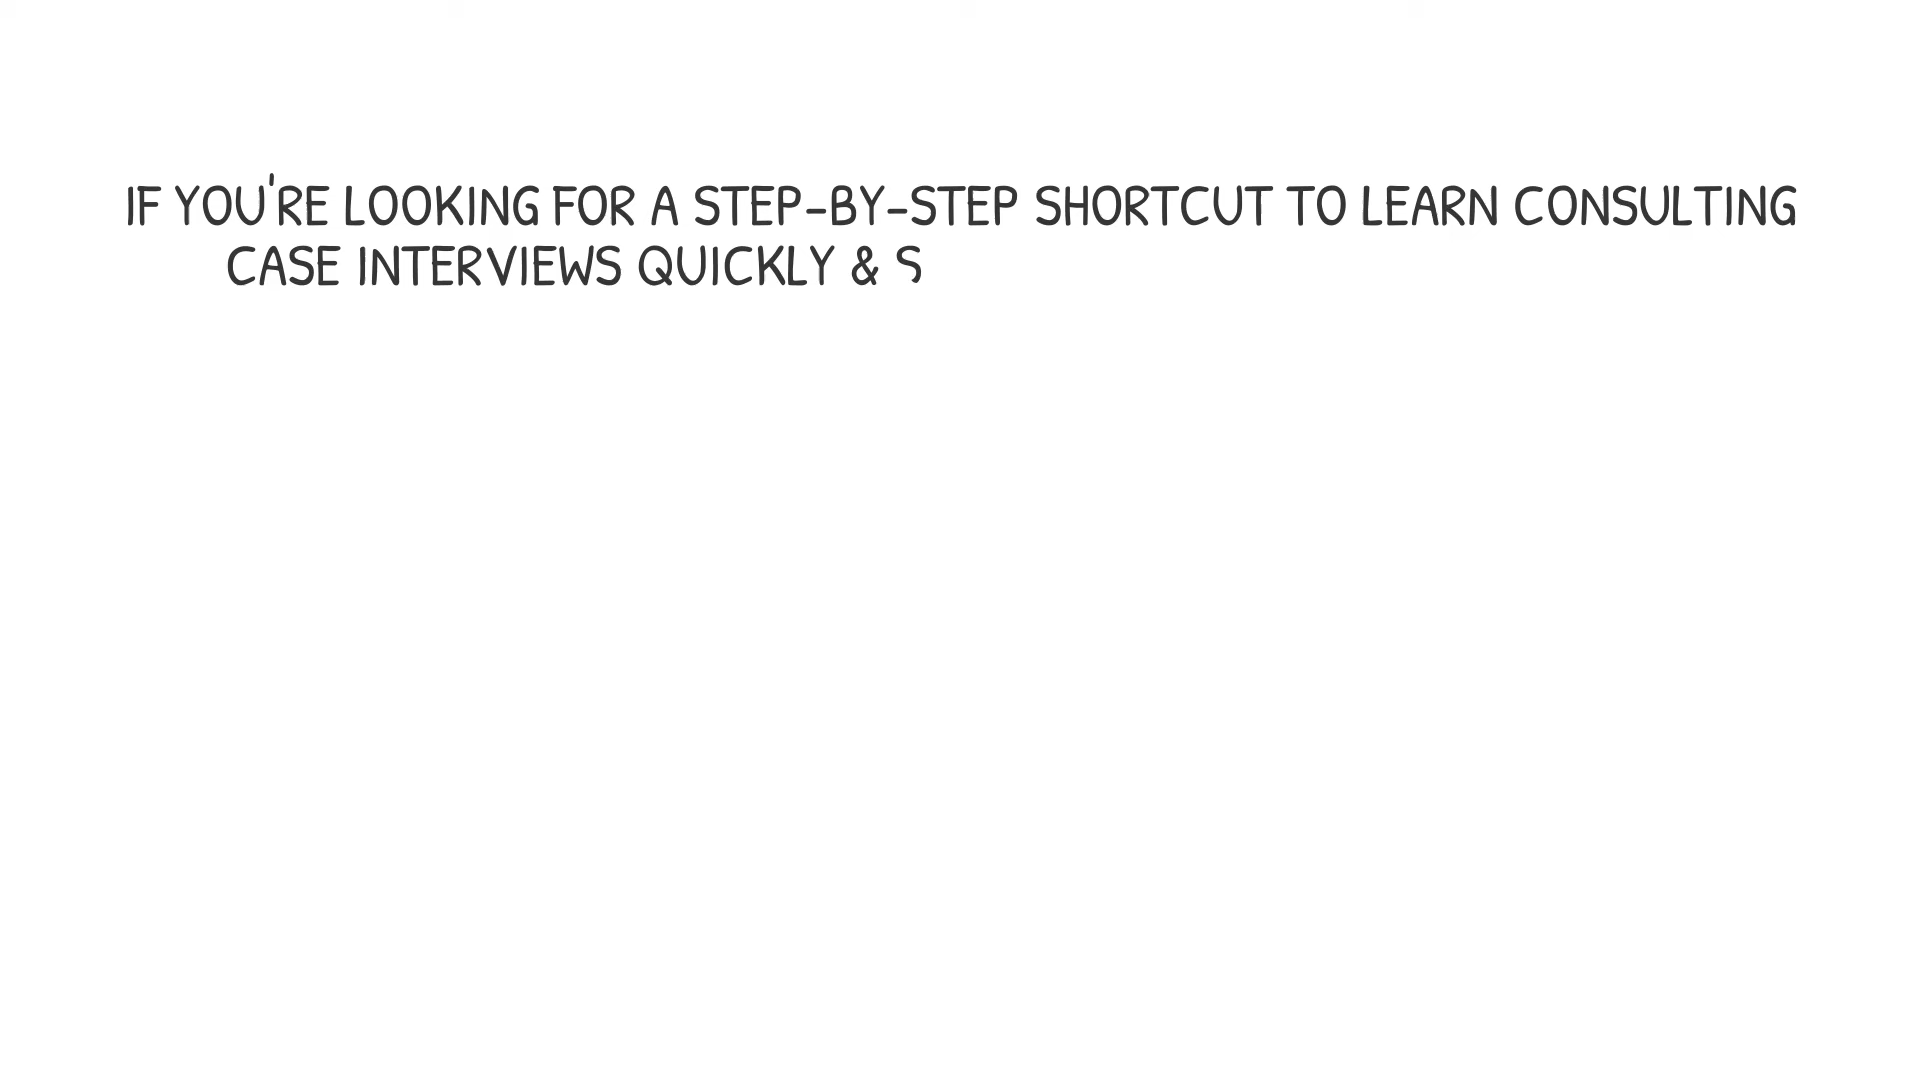 IF YOU'RE LOOKING FOR A STEP-BY-STEP SHORTCUT TO LEARN CONSULTING
CASE INTERVIEWS QUICKLY & S